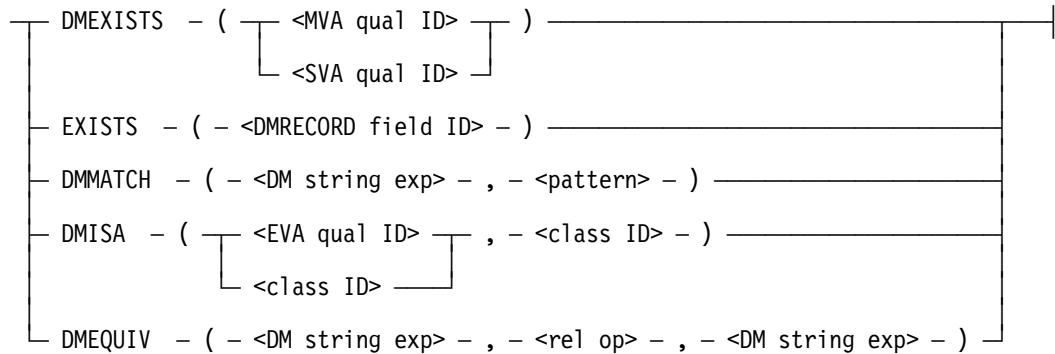 DMEXISTS – ( <MVA qual ID> )
<SVA qual ID>
EXISTS – ( – <DMRECORD field ID> – )
DMMATCH – ( – <DM string exp> – , – <pattern> – )
DMISA – ( <EVA qual ID> , – <class ID> – )
<class ID>
DMEQUIV – ( – <DM string exp> – , – <rel op> – , – <DM string exp> – )